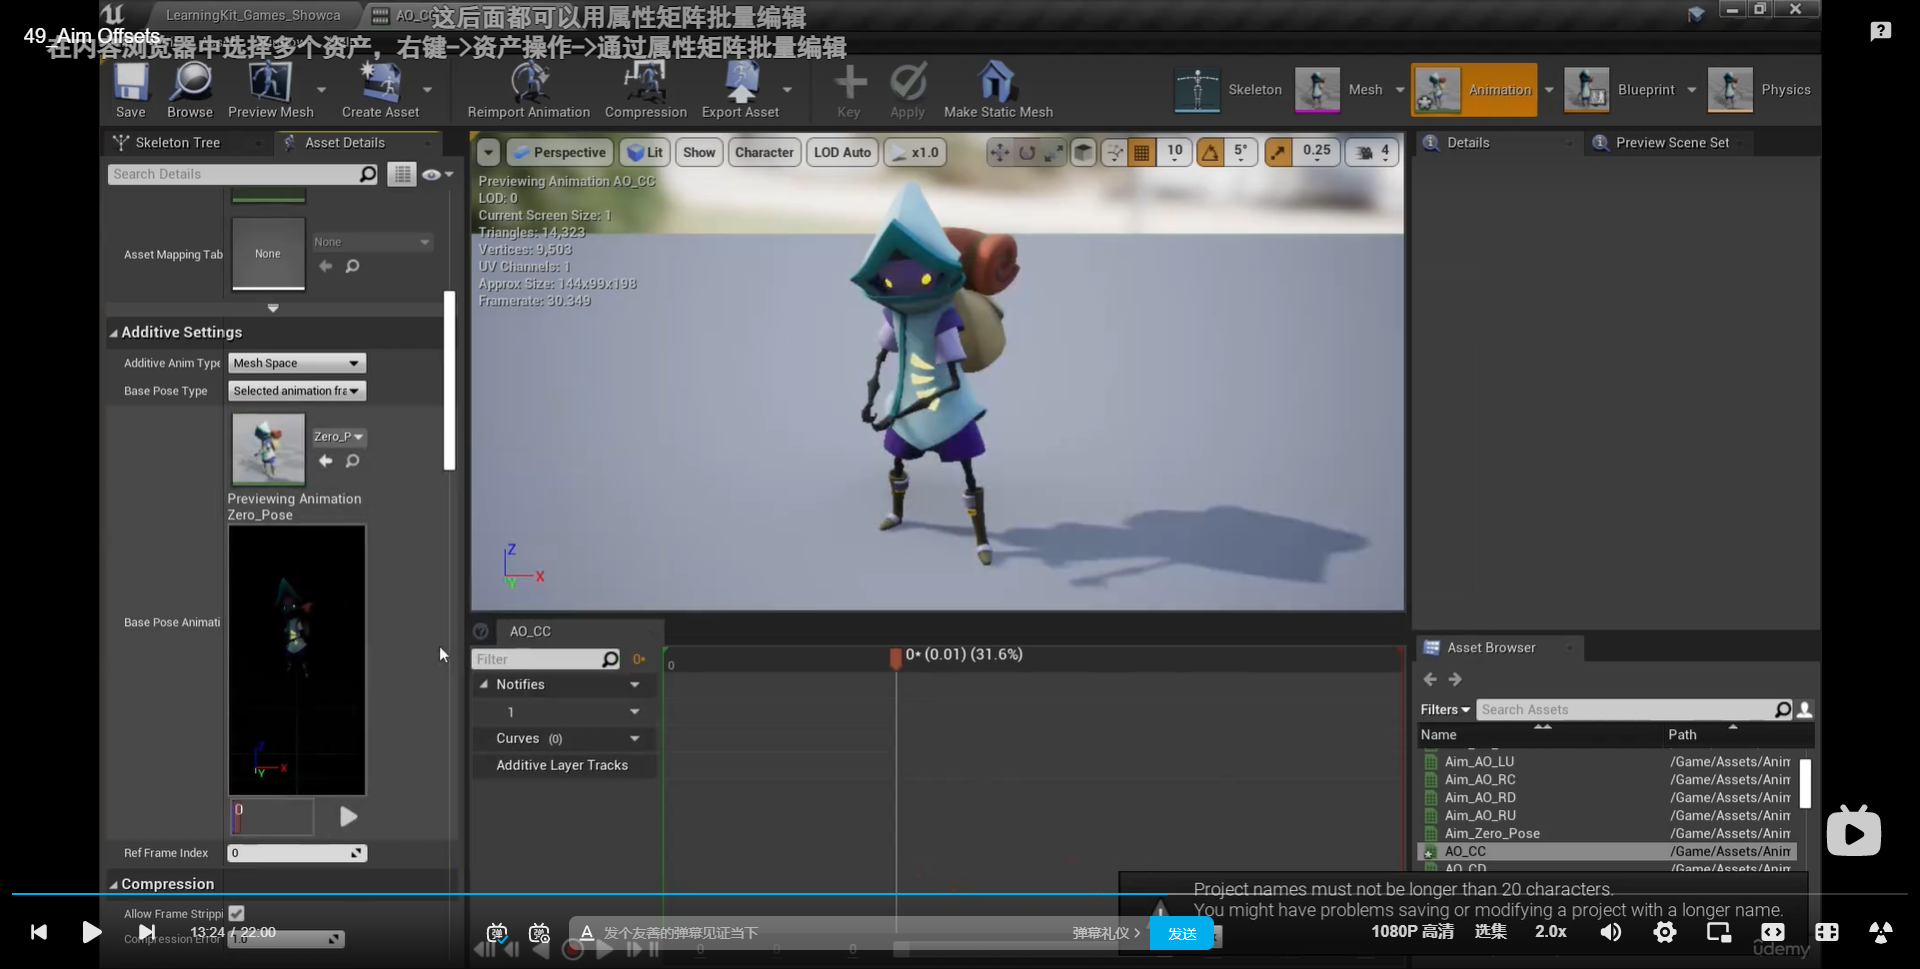 LearningKit_Games_Showca
AO_CC
这后面都可以用属性矩阵批量编辑
49_Aim Offsets
在内容浏览器中选择多个资产，右键->资产操作->通过属性矩阵批量编辑
Save
Browse
Preview Mesh
Create Asset
Reimport Animation
Compression
Export Asset
Key
Apply
Make Static Mesh
Skeleton
Mesh
Animation
Blueprint
Physics
Skeleton Tree
Asset Details
Search Details
Asset Mapping Tab
None
None
Additive Settings
Additive Anim Type
Mesh Space
Base Pose Type
Selected animation fra
Zero_P
Previewing Animation
Zero_Pose
Base Pose Animati
Z
X
Y
0
Ref Frame Index
0
Compression
Allow Frame Strippi
Compression Error
1.0
Perspective
Lit
Show
Character
LOD Auto
x1.0
10
5°
0.25
4
Previewing Animation AO_CC
LOD: 0
Current Screen Size: 1
Triangles: 14,323
Vertices: 9,503
UV Channels: 1
Approx Size: 144x99x198
Framerate: 30.349
Z
X
Y
AO_CC
Filter
0
0
0 (0.01) (31.6%)
Notifies
1
Curves (0)
Additive Layer Tracks
0
0
0
Details
Preview Scene Set
Asset Browser
Filters
Search Assets
Name
Path
Aim_AO_LU /Game/Assets/Anim
Aim_AO_RC /Game/Assets/Anim
Aim_AO_RD /Game/Assets/Anim
Aim_AO_RU /Game/Assets/Anim
Aim_Zero_Pose /Game/Assets/Anim
AO_CC /Game/Assets/Anim
AO_CD /Game/Assets/Anim
Project names must not be longer than 20 characters.
You might have problems saving or modifying a project with a longer name.
13:24 / 22:00
弹
弹
A
发个友善的弹幕见证当下
弹幕礼仪
发送
1080P 高清
选集
2.0x
udemy